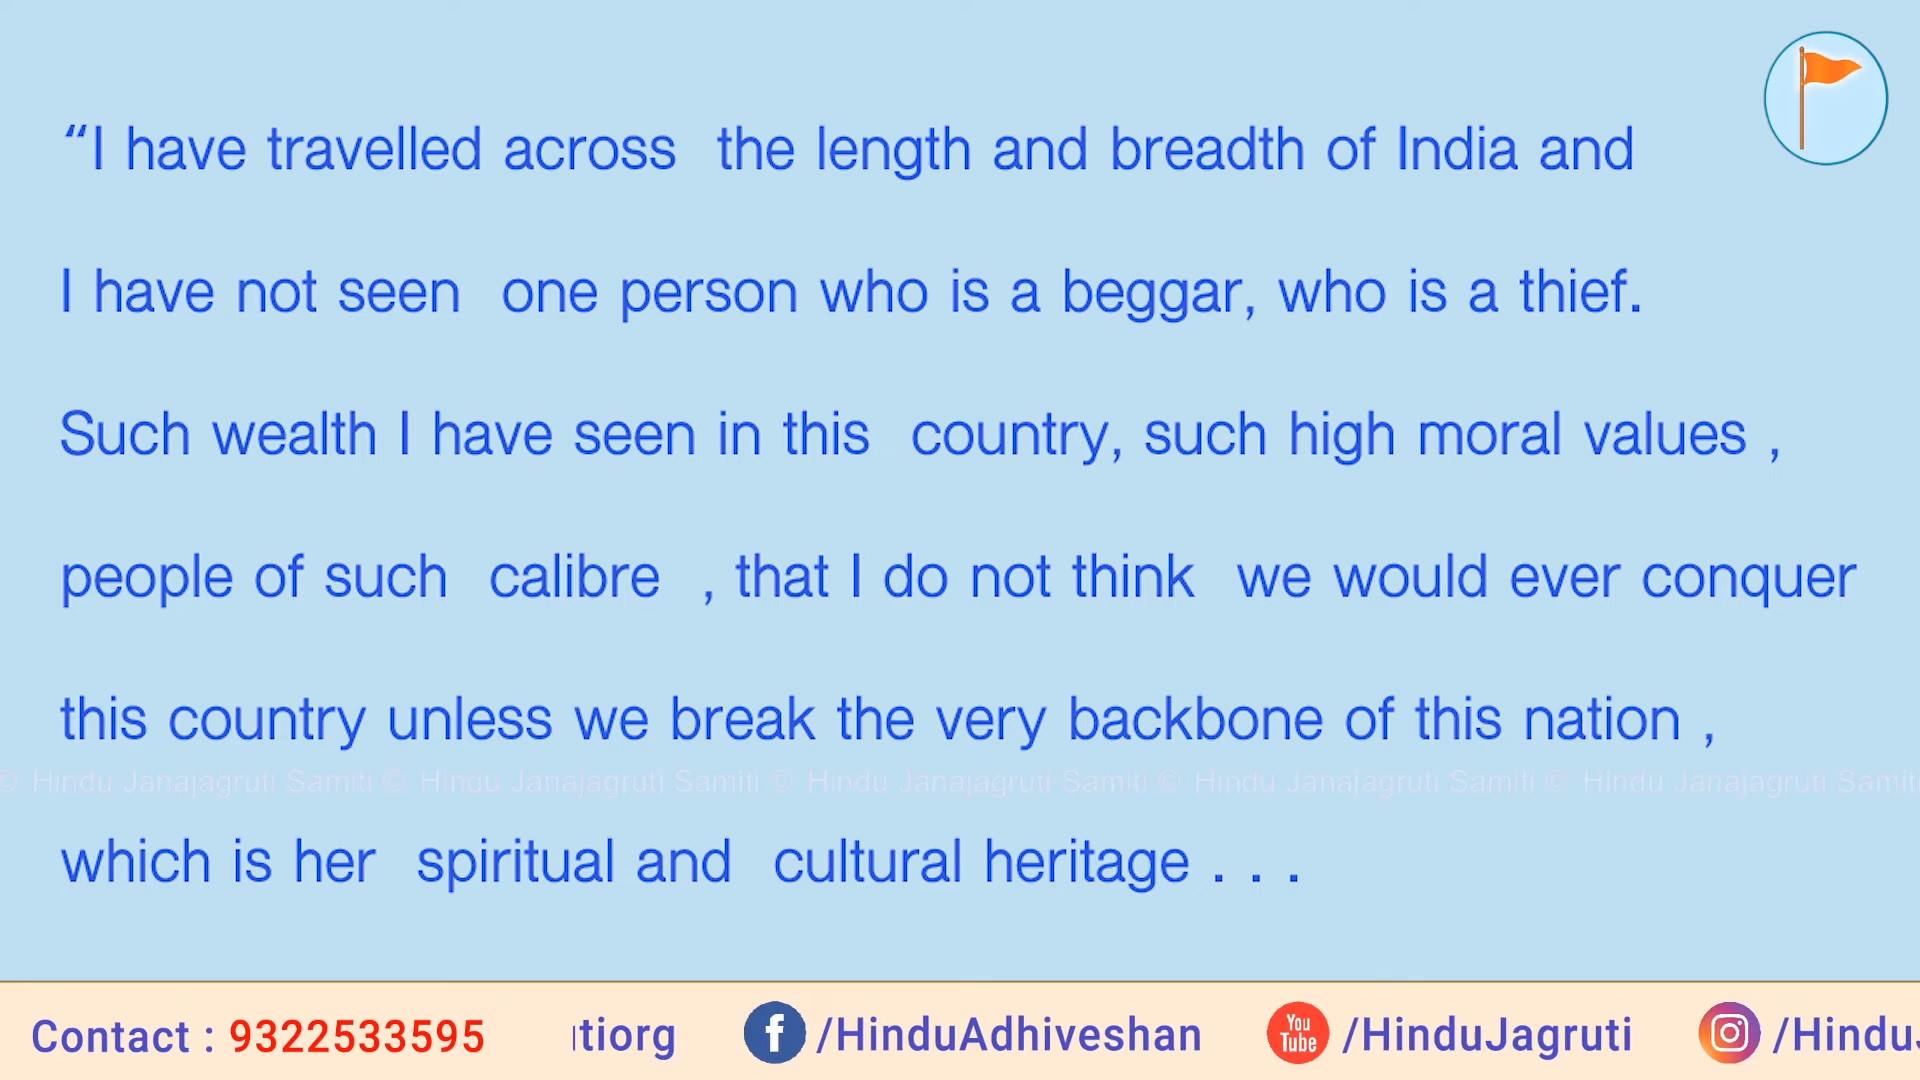 “I have travelled across the length and breadth of India and
I have not seen one person who is a beggar, who is a thief.
Such wealth I have seen in this country, such high moral values ,
people of such calibre , that I do not think we would ever conquer
this country unless we break the very backbone of this nation ,
© Hindu Janajagruti Samiti © Hindu Janajagruti Samiti © Hindu Janajagruti Samiti © Hindu Janajagruti Samiti © Hindu Janajagruti Samiti
which is her spiritual and cultural heritage . . .
Contact : 9322533595 tiorg f /HinduAdhiveshan You Tube /HinduJagruti /HinduJ